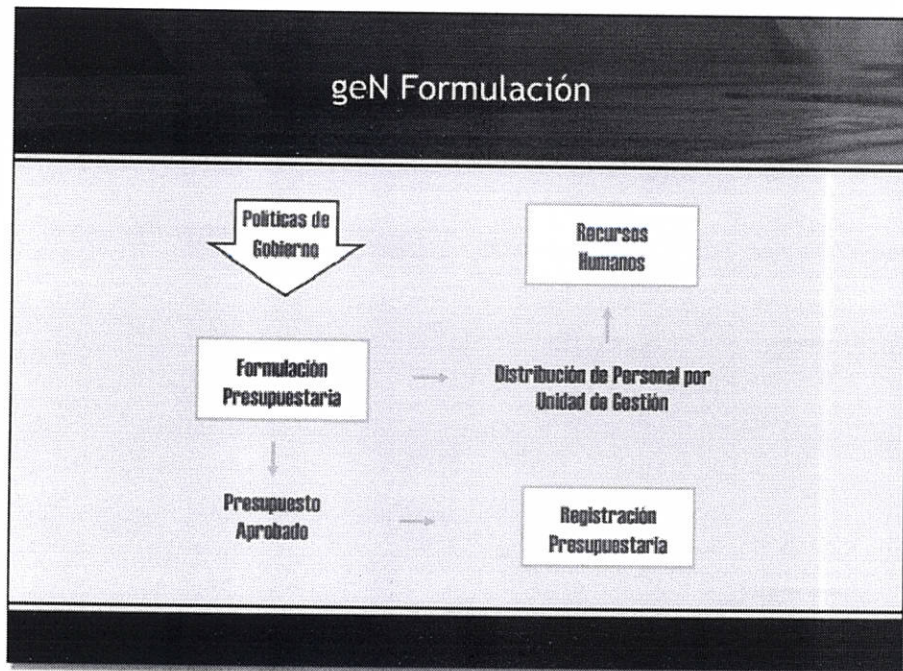 geN Formulación
Políticas de
Gobierno
Recursos
Humanos
Formulación
Presupuestaria
Distribución de Personal por
Unidad de Gestión
Presupuesto
Aprobado
Registración
Presupuestaria